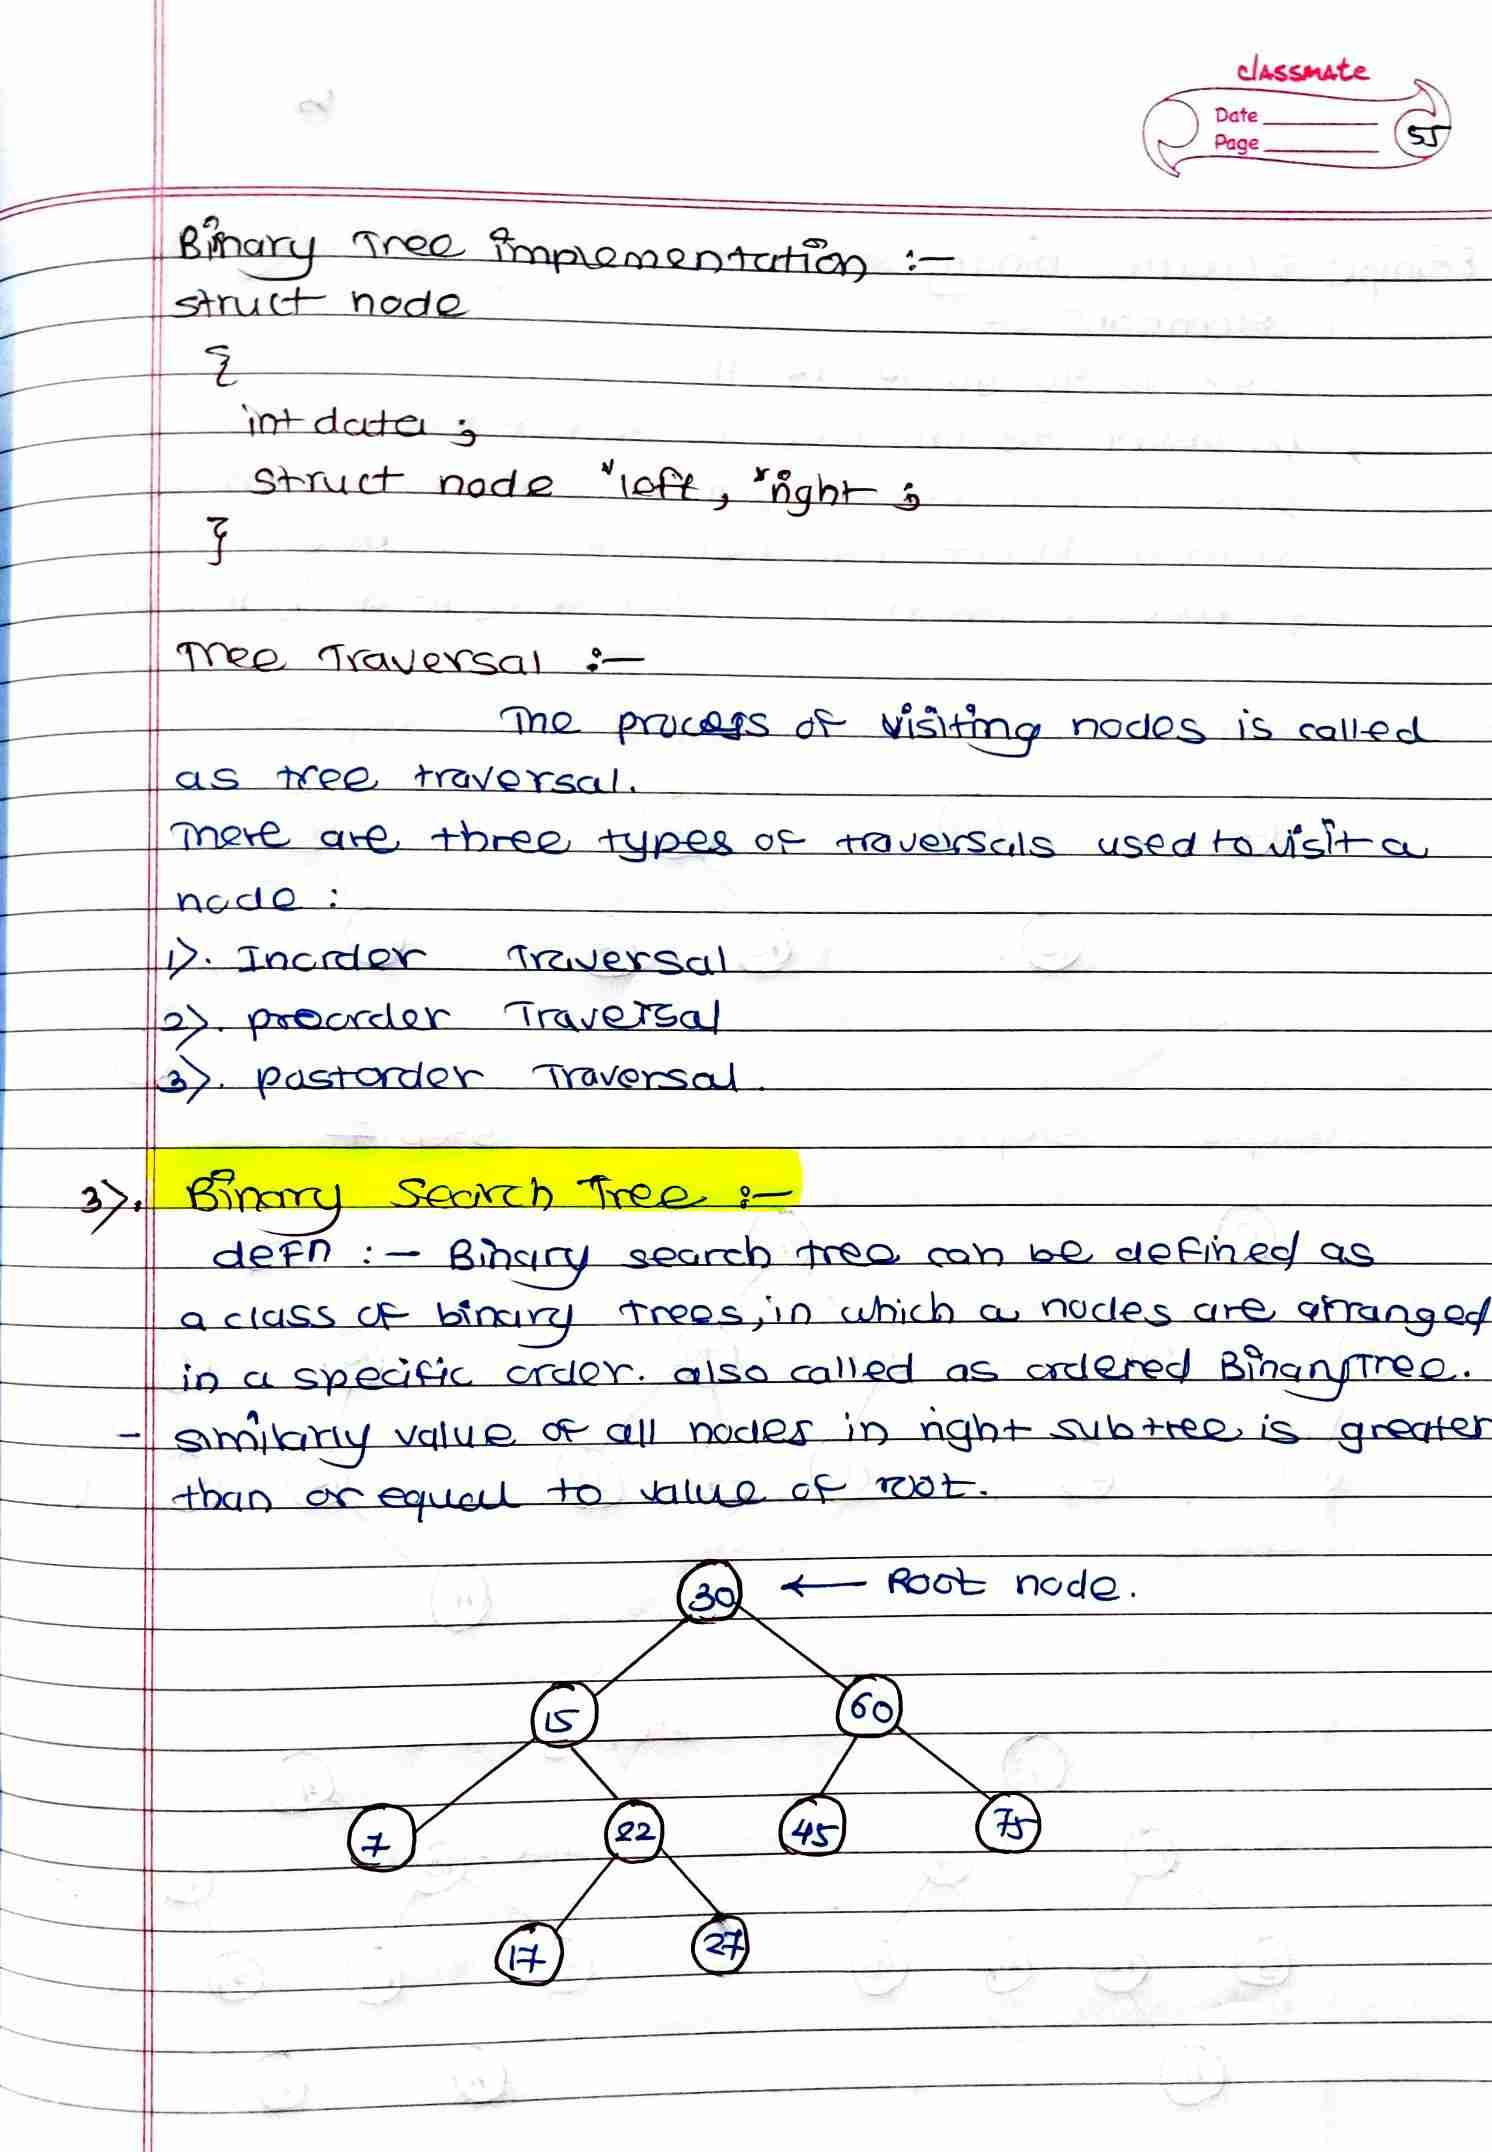 classmate
Date
Page 55
Binary Tree implementation :-
struct node
{
int data ;
struct node *left, *right ;
}
Tree Traversal :-
The process of visiting nodes is called
as tree traversal.
There are three types of traversals used to visit a
node :
1). Inorder Traversal
2). preorder Traversal
3). postorder Traversal.
3). Binary Search Tree :-
defn :- Binary search tree can be defined as
a class of binary trees, in which a nodes are arranged
in a specific order. also called as ordered Binary Tree.
- similarly value of all nodes in right subtree is greater
than or equal to value of root.
30 ← Root node.
15 60
7 22 45 75
17 27